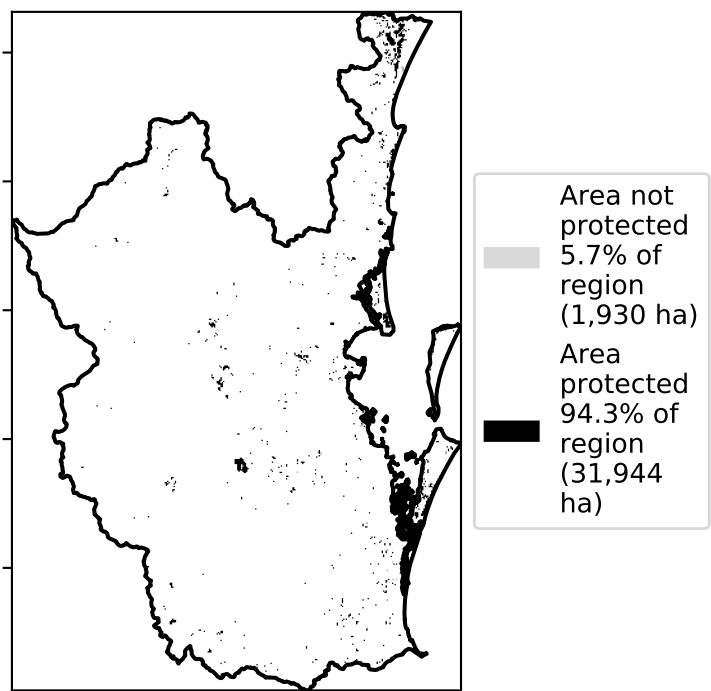 Area not
protected
5.7% of
region
(1,930 ha)
Area
protected
94.3% of
region
(31,944
ha)